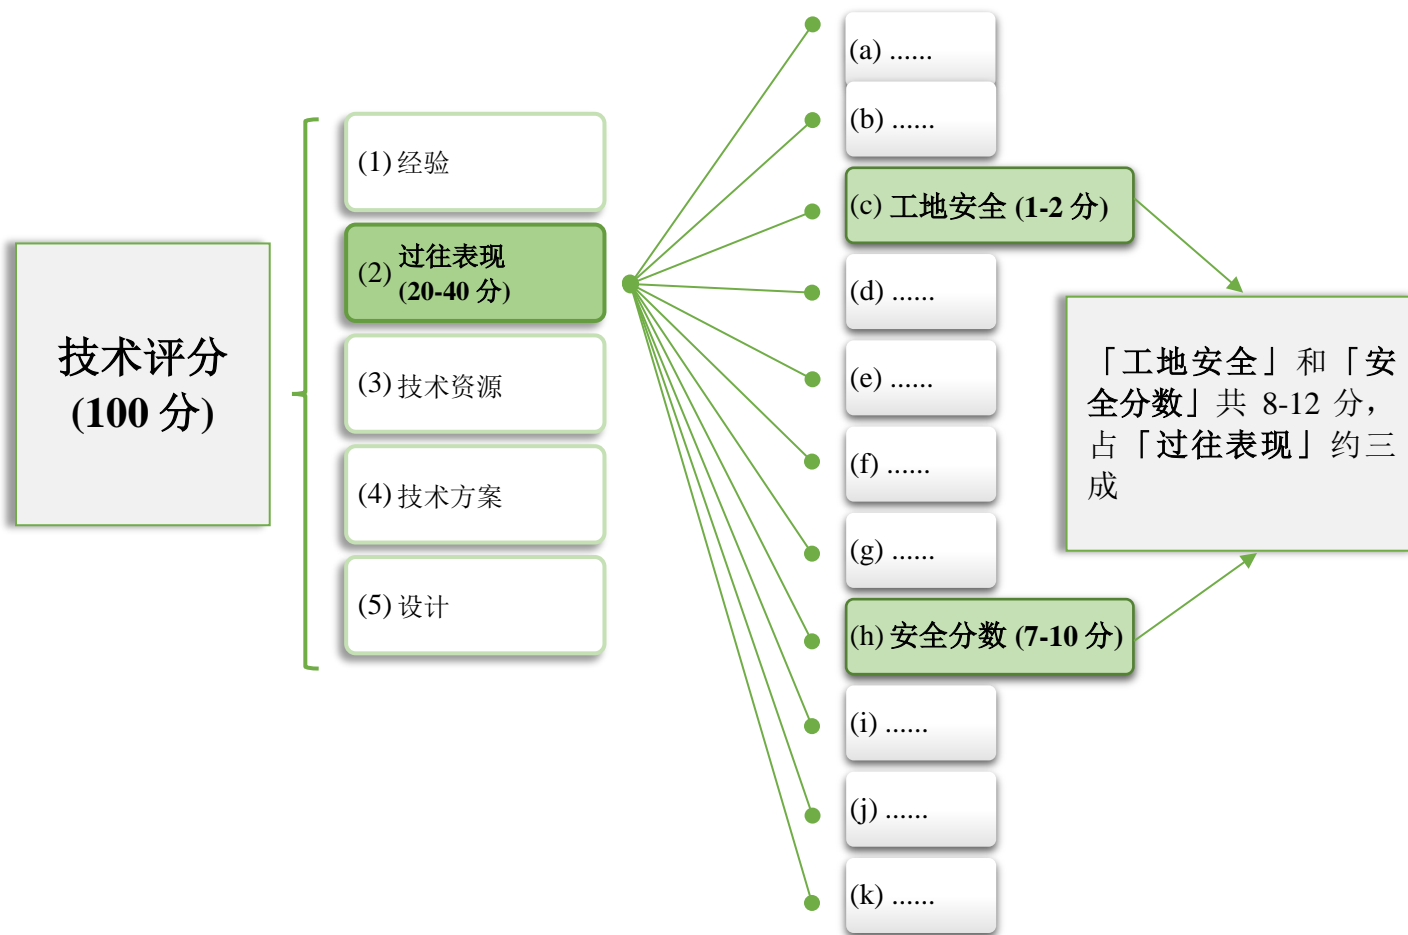 技术评分
(100 分)
(1) 经验
(2) 过往表现
(20-40 分)
(3) 技术资源
(4) 技术方案
(5) 设计
(a) ......
(b) ......
(c) 工地安全 (1-2 分)
(d) ......
(e) ......
(f) ......
(g) ......
(h) 安全分数 (7-10 分)
(i) ......
(j) ......
(k) ......
「工地安全」和「安
全分数」共 8-12 分，
占「过往表现」约三
成